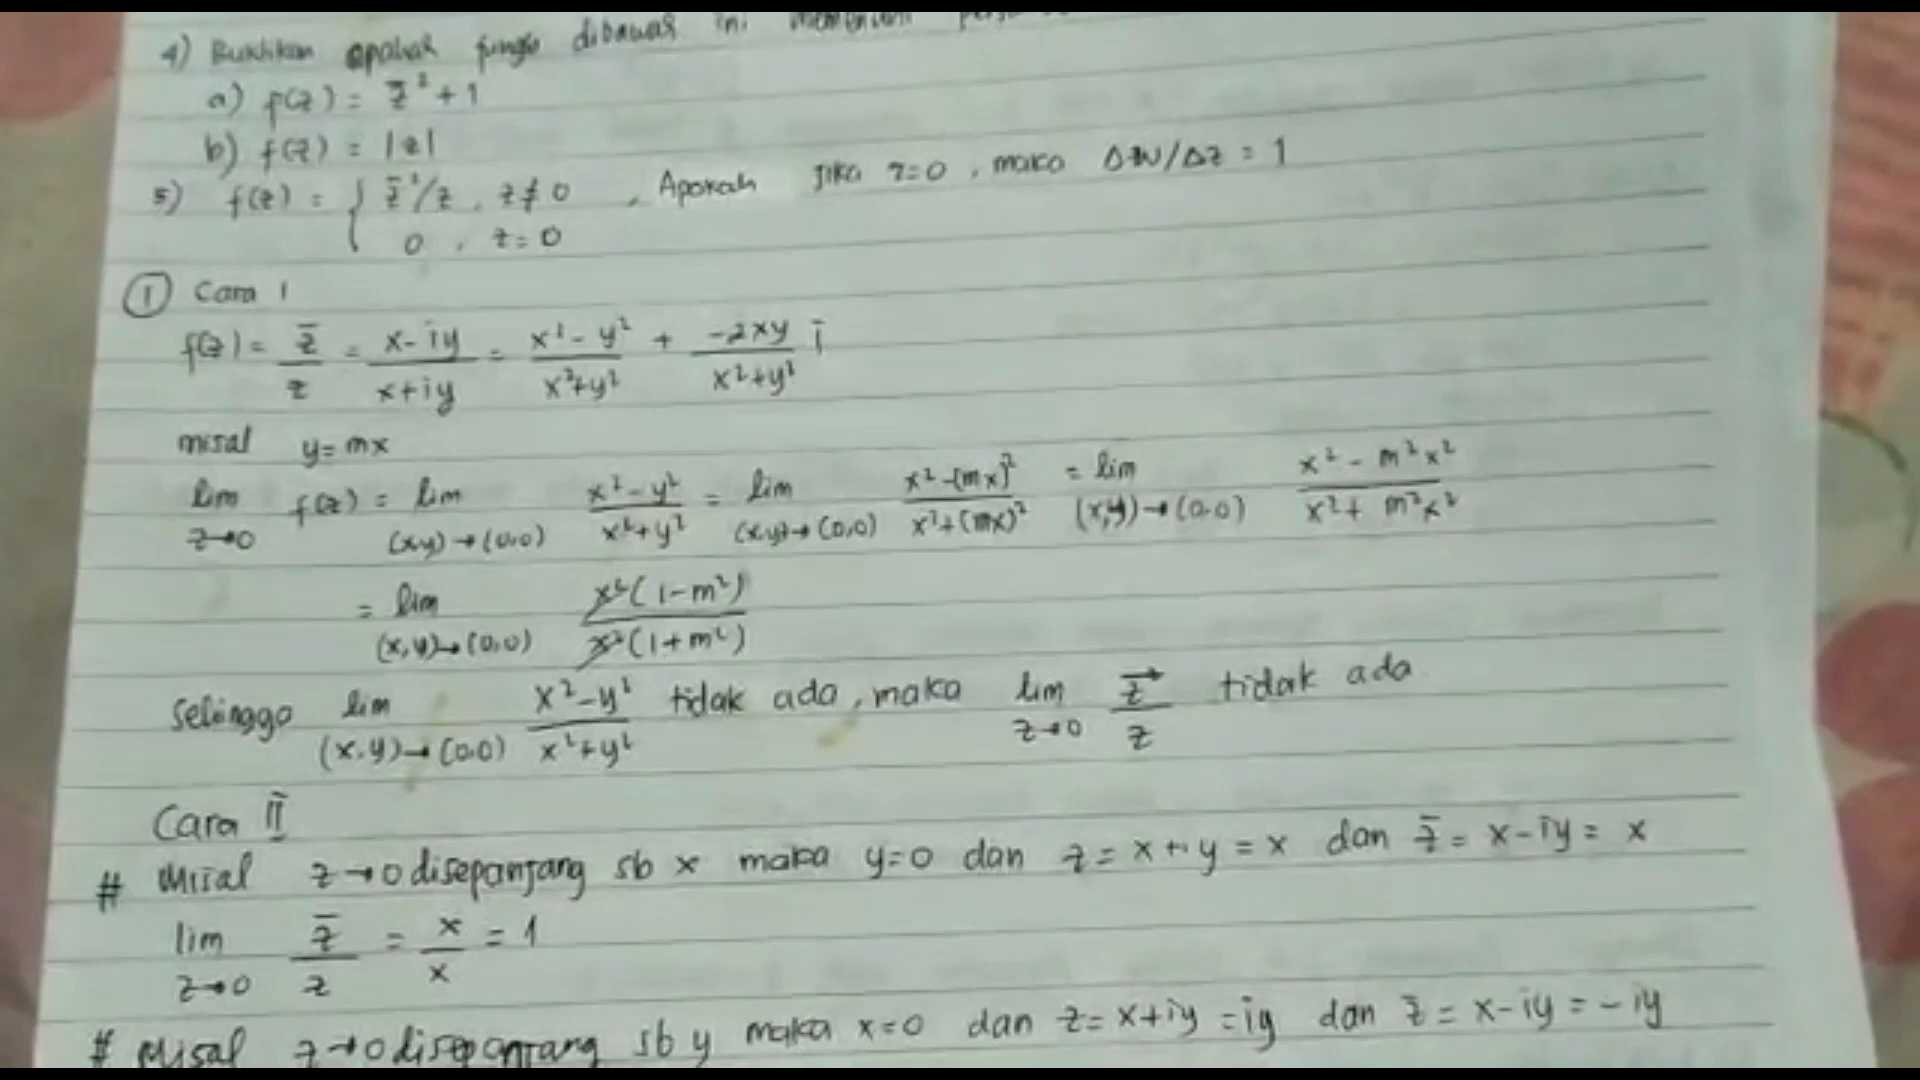 4) Buktikan apakah fungsi dibawah ini memenuhi
a) f(z) = z̄² + 1
b) f(z) = |z|
5) f(z) = { z̄²/z , z ≠ 0 , Apakah jika z=0 , maka ΔW/Δz = 1
0 , z = 0
① Cara 1
f(z) = z̄/z = (x-iy)/(x+iy) = (x²-y²)/(x²+y²) + (-2xy)/(x²+y²) i
misal y = mx
lim z→0 f(z) = lim (x,y)→(0,0) (x²-y²)/(x²+y²) = lim (x,y)→(0,0) (x²-(mx)²)/(x²+(mx)²) = lim (x,y)→(0,0) (x²-m²x²)/(x²+m²x²)
= lim (x,y)→(0,0) x²(1-m²)/x²(1+m²)
Sehingga lim (x,y)→(0,0) (x²-y²)/(x²+y²) tidak ada, maka lim z→0 z̄/z tidak ada
Cara II
# Misal z→0 disepanjang sb x maka y=0 dan z = x+iy = x dan z̄ = x-iy = x
lim z→0 z̄/z = x/x = 1
# Misal z→0 disepanjang sb y maka x=0 dan z = x+iy = iy dan z̄ = x-iy = -iy